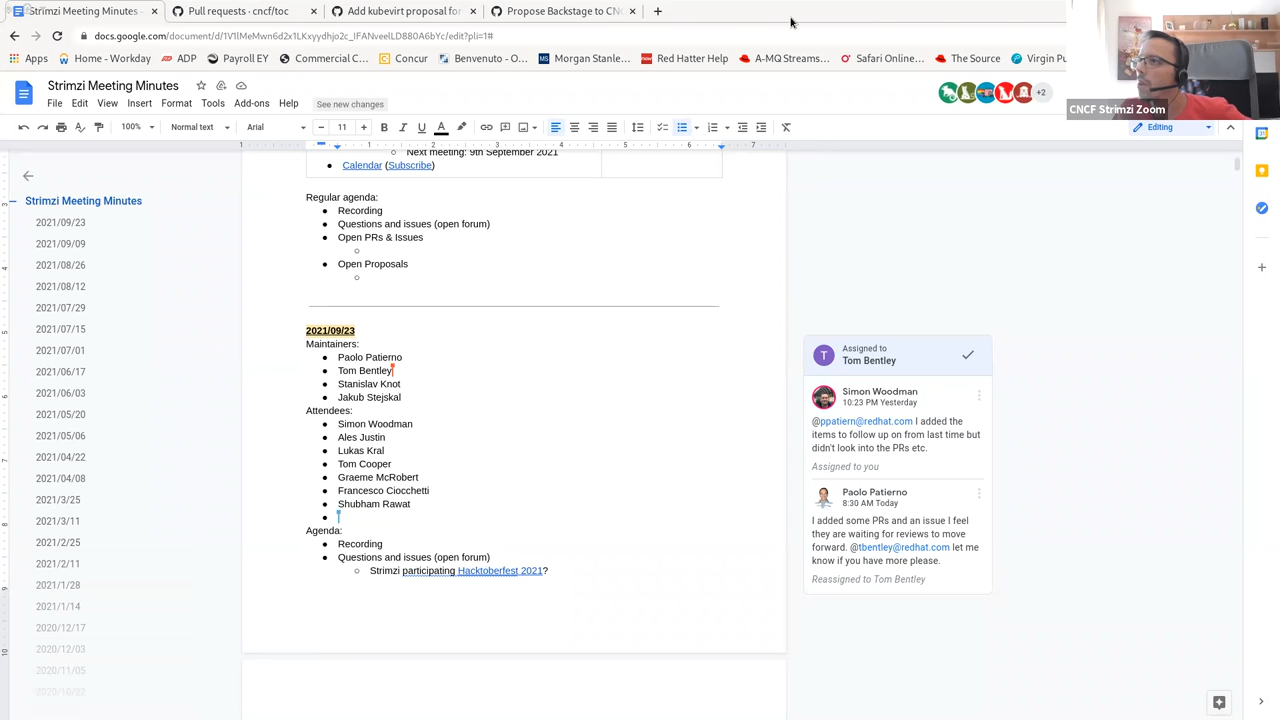 Strimzi Meeting Minutes -
Pull requests · cncf/toc
Add kubevirt proposal for
Propose Backstage to CNC
docs.google.com/document/d/1V1lMeMwn6d2x1LKxyydhjo2c_IFANveelLD880A6bYc/edit?pli=1#
Apps
Home - Workday
ADP
Payroll EY
Commercial C...
Concur
Benvenuto - O...
Morgan Stanle...
Red Hatter Help
A-MQ Streams...
Safari Online...
The Source
Virgin Pu
CNCF Strimzi Zoom
Strimzi Meeting Minutes
File Edit View Insert Format Tools Add-ons Help
See new changes
+2
100%
Normal text
Arial
11
Editing
Strimzi Meeting Minutes
2021/09/23
2021/09/09
2021/08/26
2021/08/12
2021/07/29
2021/07/15
2021/07/01
2021/06/17
2021/06/03
2021/05/20
2021/05/06
2021/04/22
2021/04/08
2021/3/25
2021/3/11
2021/2/25
2021/2/11
2021/1/28
2021/1/14
2020/12/17
2020/12/03
2020/11/05
2020/10/22
Next meeting: 9th September 2021
Calendar (Subscribe)
Regular agenda:
Recording
Questions and issues (open forum)
Open PRs & Issues
Open Proposals
2021/09/23
Maintainers:
Paolo Patierno
Tom Bentley
Stanislav Knot
Jakub Stejskal
Attendees:
Simon Woodman
Ales Justin
Lukas Kral
Tom Cooper
Graeme McRobert
Francesco Ciocchetti
Shubham Rawat
Agenda:
Recording
Questions and issues (open forum)
Strimzi participating Hacktoberfest 2021?
T
Assigned to
Tom Bentley
Simon Woodman
10:23 PM Yesterday
@ppatiern@redhat.com I added the
items to follow up on from last time but
didn't look into the PRs etc.
Assigned to you
Paolo Patierno
8:30 AM Today
I added some PRs and an issue I feel
they are waiting for reviews to move
forward. @tbentley@redhat.com let me
know if you have more please.
Reassigned to Tom Bentley